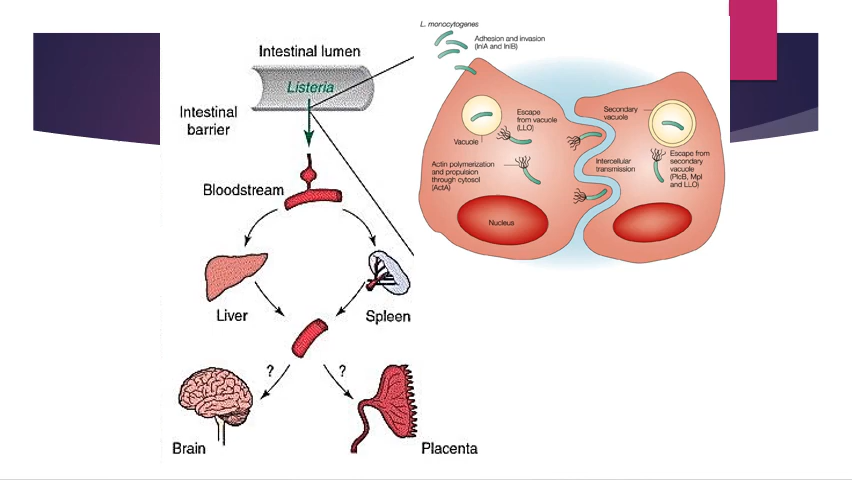 Intestinal lumen
Listeria
Intestinal
barrier
Bloodstream
Liver
Spleen
?
?
Brain
Placenta
L. monocytogenes
Adhesion and invasion
(InlA and InlB)
Vacuole
Escape
from vacuole
(LLO)
Actin polymerization
and propulsion
through cytoscl
(ActA)
Nucleus
Intercellular
transmission
Secondary
vacuole
Escape from
secondary
vacuole
(PlcB, Mpl
and LLO)